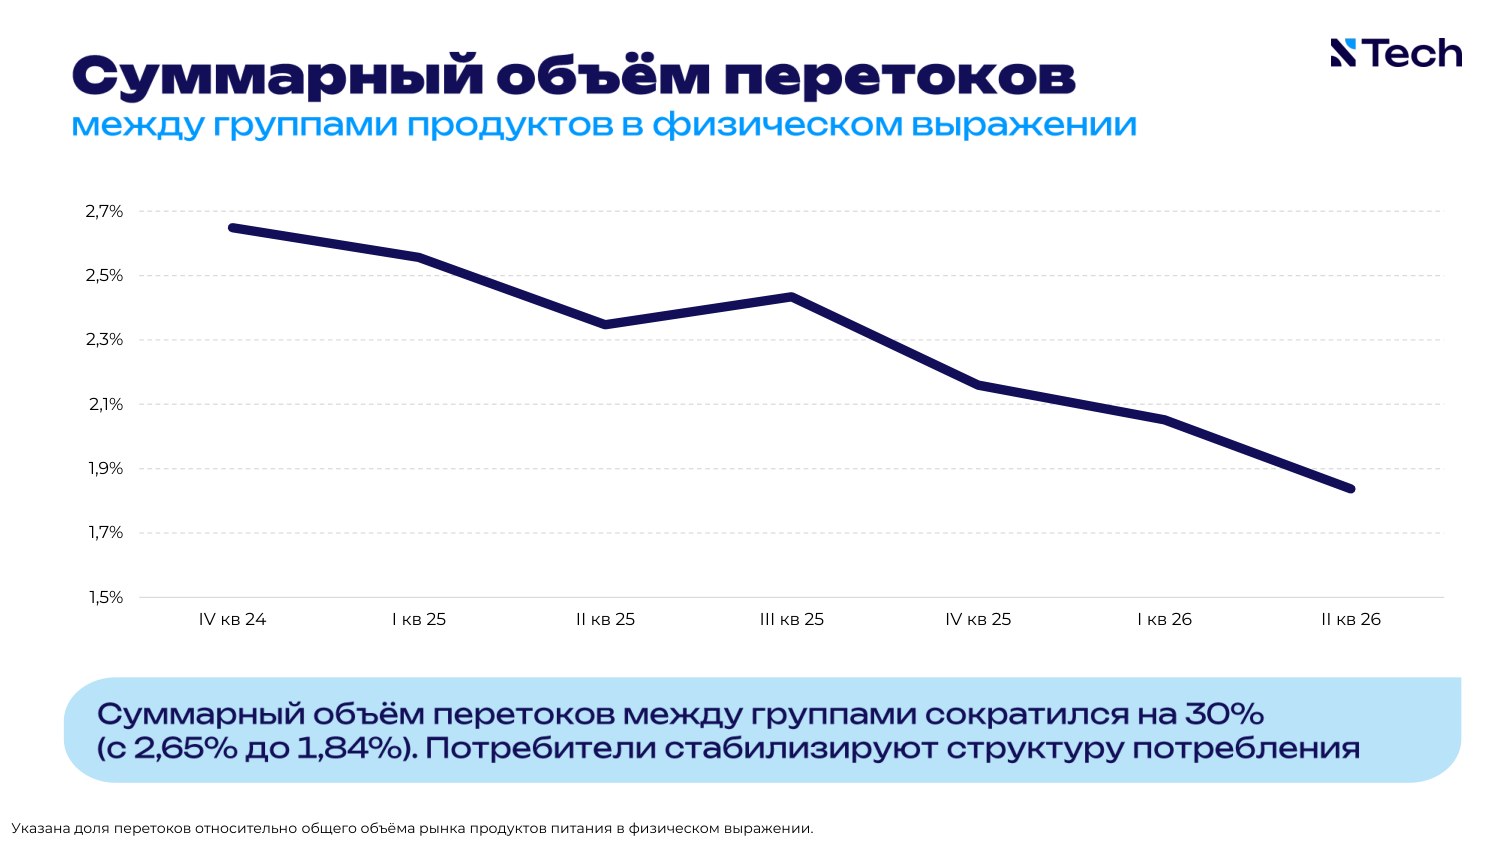 Суммарный объём перетоков
Tech
между группами продуктов в физическом выражении
2,7%
2,5%
2,3%
2,1%
1,9%
1,7%
1,5%
IV кв 24
I кв 25
II кв 25
III кв 25
IV кв 25
I кв 26
II кв 26
Суммарный объём перетоков между группами сократился на 30%
(с 2,65% до 1,84%). Потребители стабилизируют структуру потребления
Указана доля перетоков относительно общего объёма рынка продуктов питания в физическом выражении.